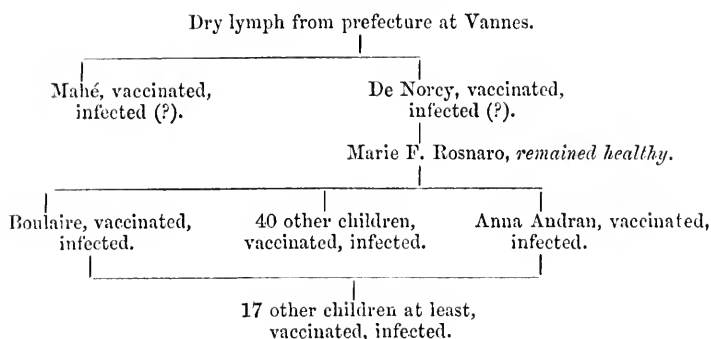 Dry lymph from prefecture at Vannes.
Mahé, vaccinated,
infected (?).
De Norcy, vaccinated,
infected (?).
Marie F. Rosnaro, remained healthy.
Boulaire, vaccinated,
infected.
40 other children,
vaccinated, infected.
Anna Andran, vaccinated,
infected.
17 other children at least,
vaccinated, infected.